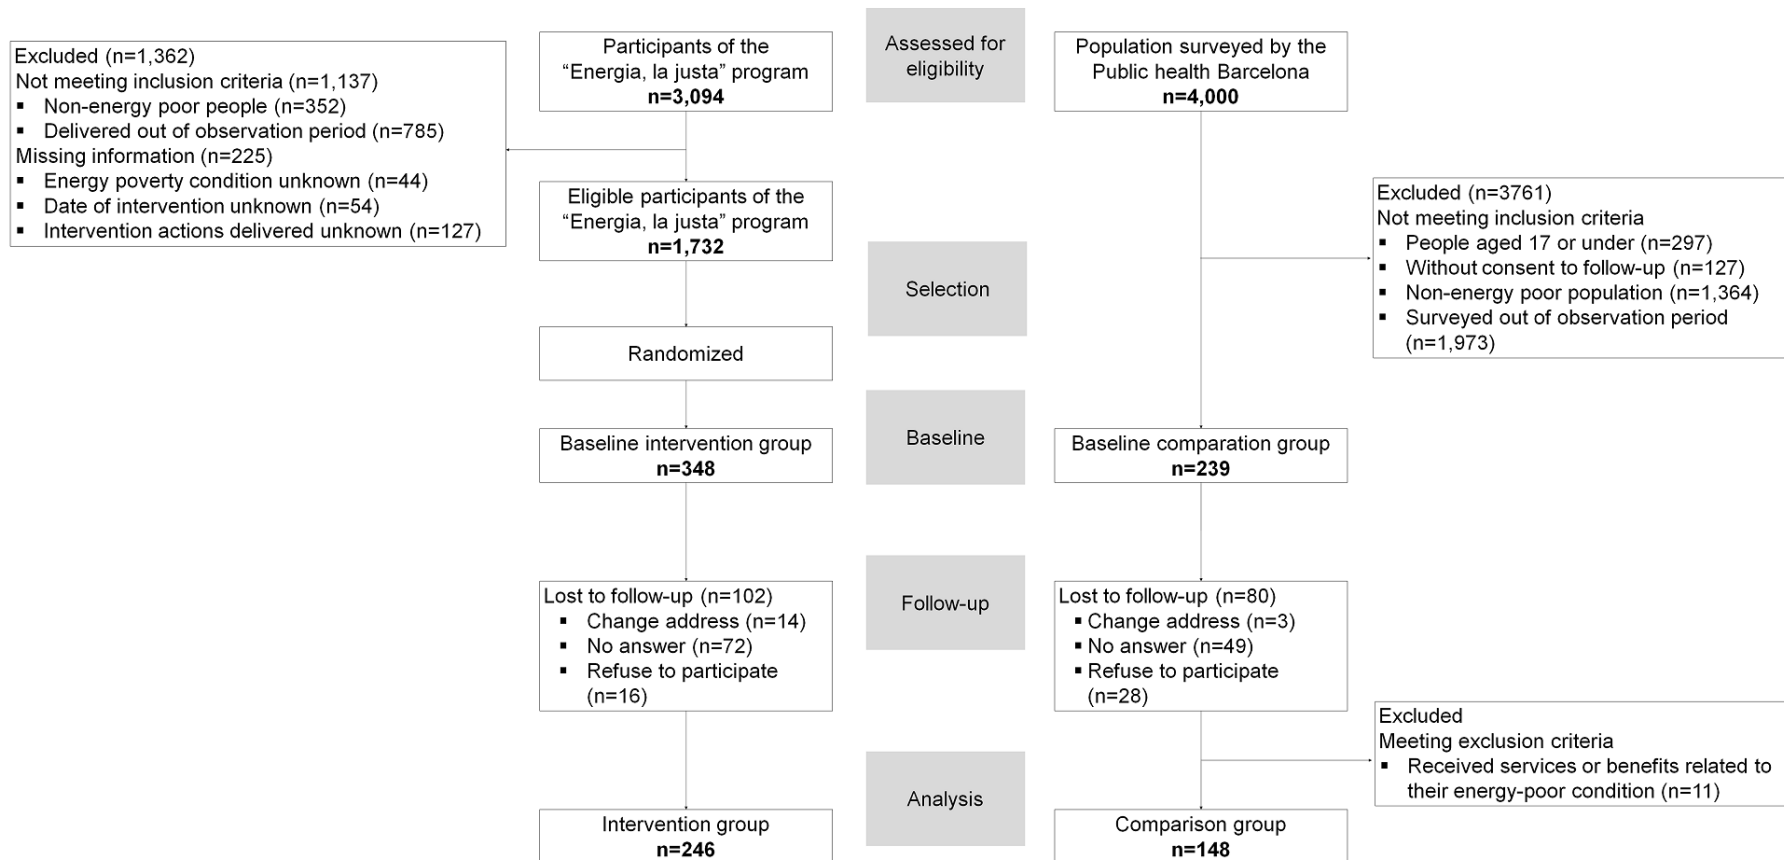 Participants of the
“Energia, la justa” program
n=3,094
Assessed for
eligibility
Population surveyed by the
Public health Barcelona
n=4,000
Excluded (n=1,362)
Not meeting inclusion criteria (n=1,137)
▪ Non-energy poor people (n=352)
▪ Delivered out of observation period (n=785)
Missing information (n=225)
▪ Energy poverty condition unknown (n=44)
▪ Date of intervention unknown (n=54)
▪ Intervention actions delivered unknown (n=127)
Eligible participants of the
“Energia, la justa” program
n=1,732
Excluded (n=3761)
Not meeting inclusion criteria
▪ People aged 17 or under (n=297)
▪ Without consent to follow-up (n=127)
▪ Non-energy poor population (n=1,364)
▪ Surveyed out of observation period
(n=1,973)
Selection
Randomized
Baseline intervention group
n=348
Baseline
Baseline comparation group
n=239
Lost to follow-up (n=102)
▪ Change address (n=14)
▪ No answer (n=72)
▪ Refuse to participate
(n=16)
Follow-up
Lost to follow-up (n=80)
▪ Change address (n=3)
▪ No answer (n=49)
▪ Refuse to participate
(n=28)
Excluded
Meeting exclusion criteria
▪ Received services or benefits related to
their energy-poor condition (n=11)
Analysis
Intervention group
n=246
Comparison group
n=148